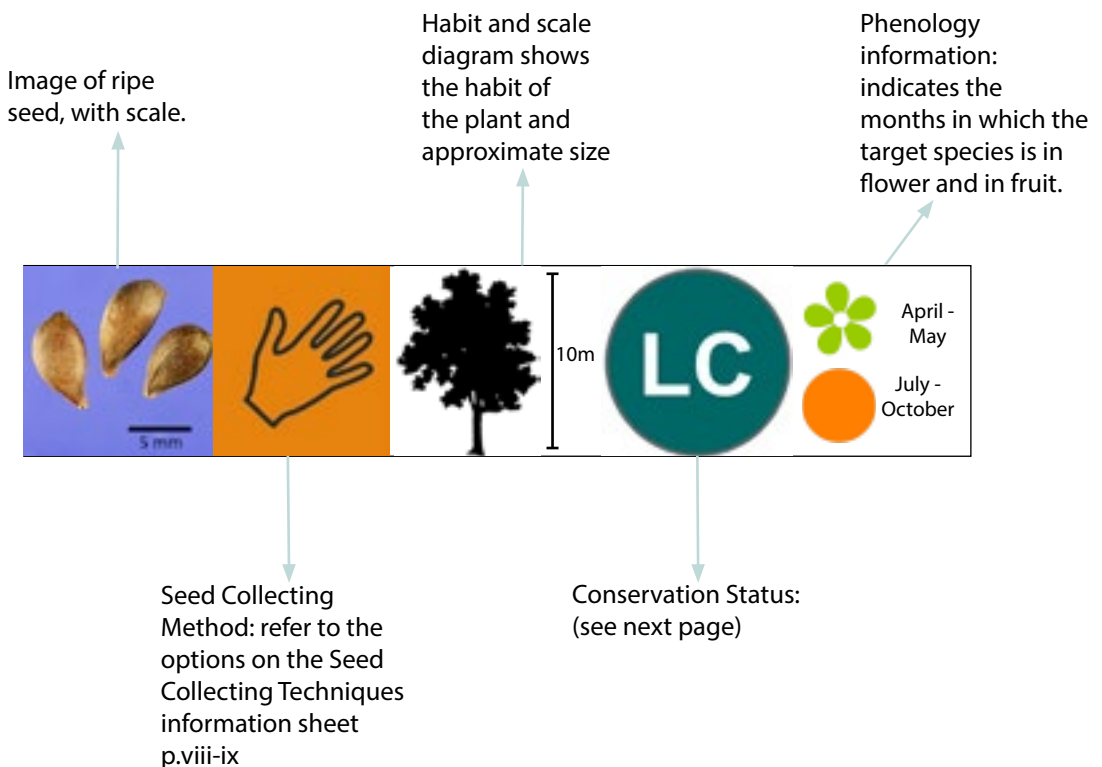 Image of ripe
seed, with scale.
Habit and scale
diagram shows
the habit of
the plant and
approximate size
Phenology
information:
indicates the
months in which the
target species is in
flower and in fruit.
5 mm
10m
LC
April -
May
July -
October
Seed Collecting
Method: refer to the
options on the Seed
Collecting Techniques
information sheet
p.viii-ix
Conservation Status:
(see next page)